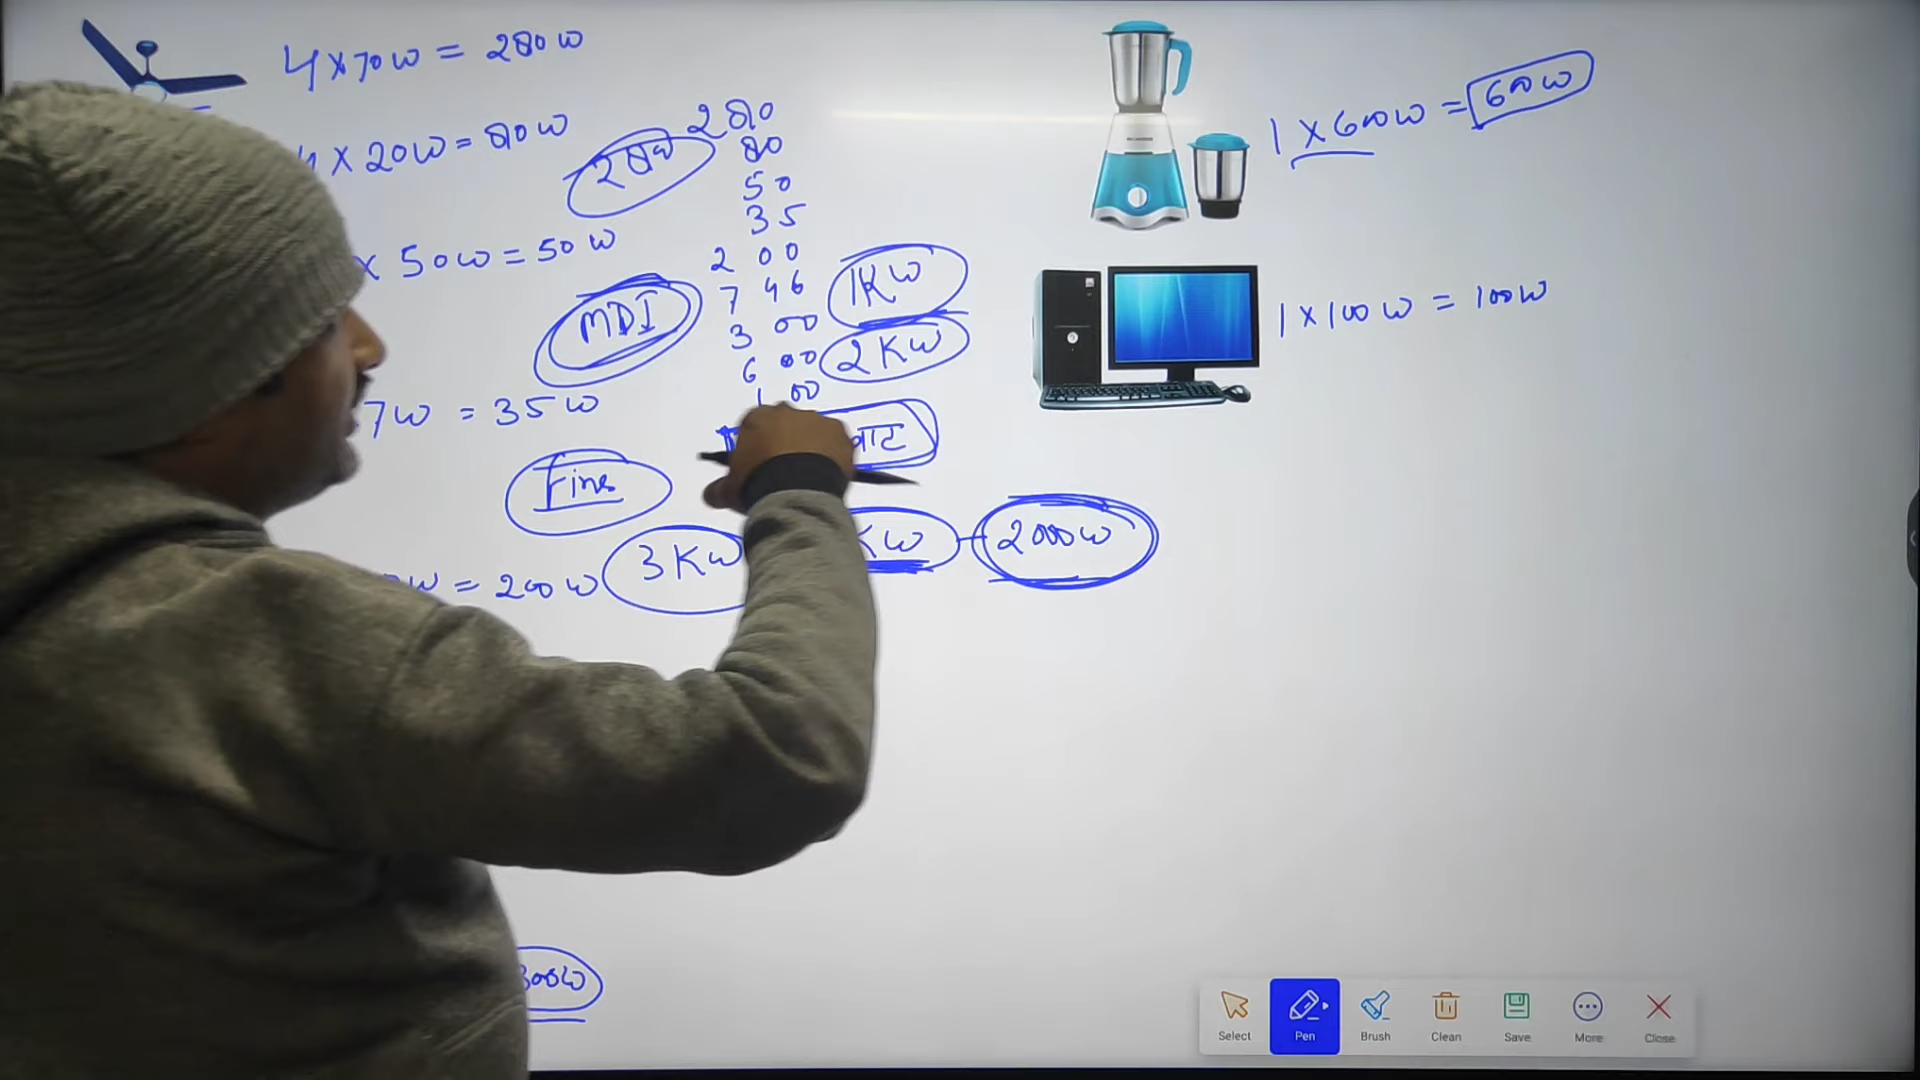 4 x 70W = 280W
x 20W = 80W
280
280
80
50
35
200
746
300
600
100
x 50W = 50W
MDI
1KW
2KW
7W = 35W
Fine
3KW
KW
2000W
W = 200W
300W
1 x 600W = 600W
1 x 100W = 100W
Select
Pen
Brush
Clean
Save
More
Close